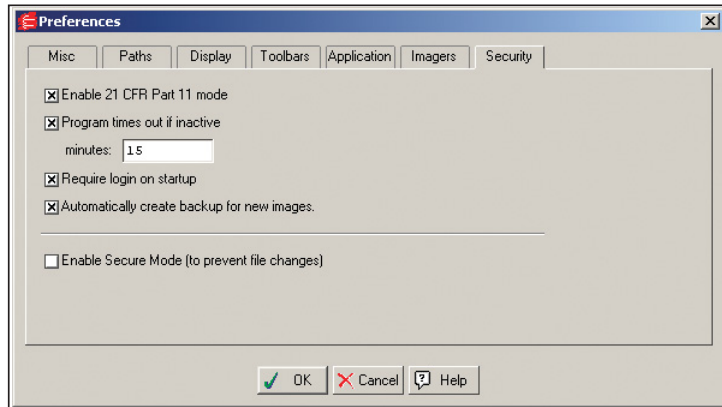 Preferences
Misc Paths Display Toolbars Application Imagers Security
Enable 21 CFR Part 11 mode
Program times out if inactive
minutes: 15
Require login on startup
Automatically create backup for new images.
Enable Secure Mode (to prevent file changes)
OK Cancel Help